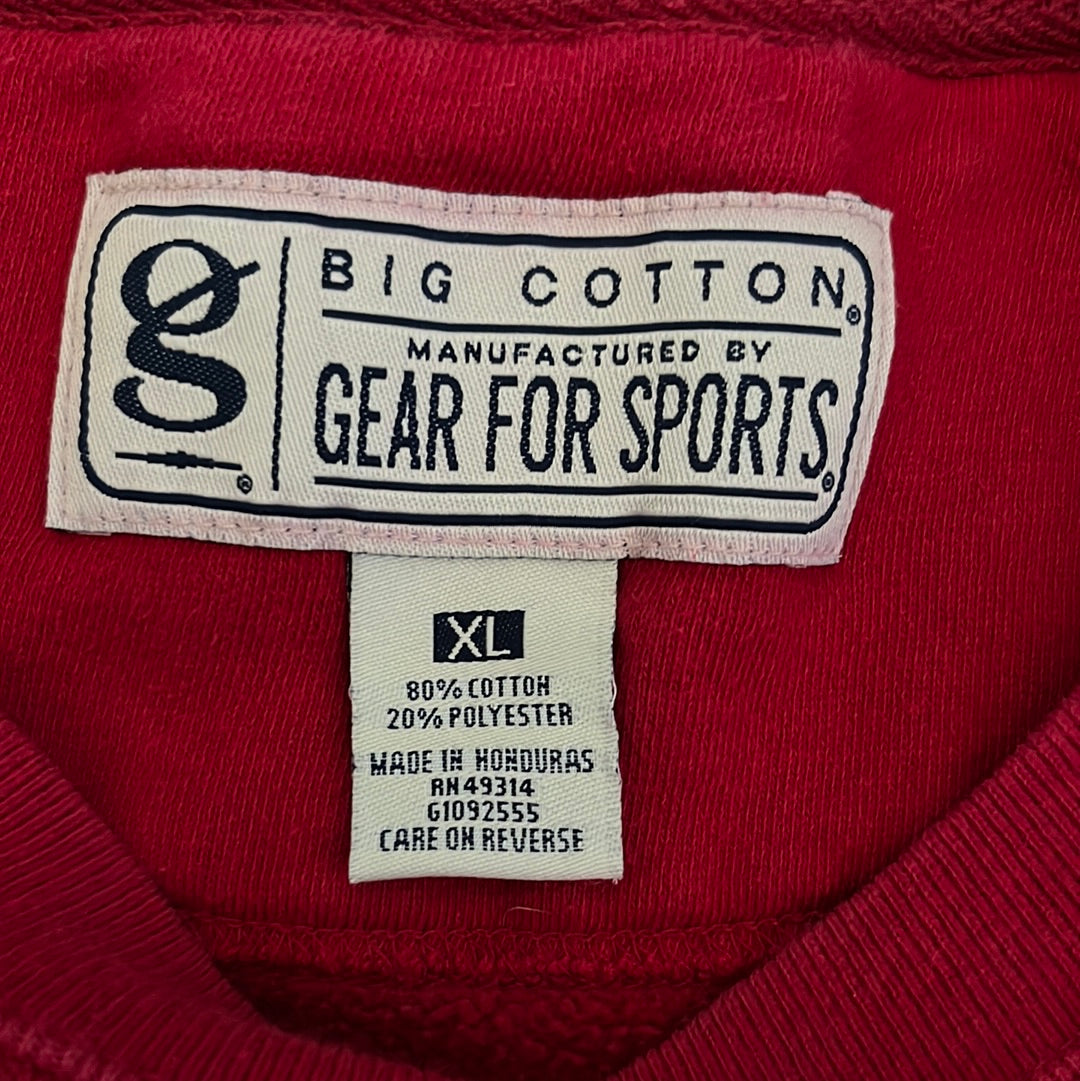 g
®
BIG COTTON®
MANUFACTURED BY
GEAR FOR SPORTS®
XL
80% COTTON
20% POLYESTER
MADE IN HONDURAS
RN49314
G1092555
CARE ON REVERSE